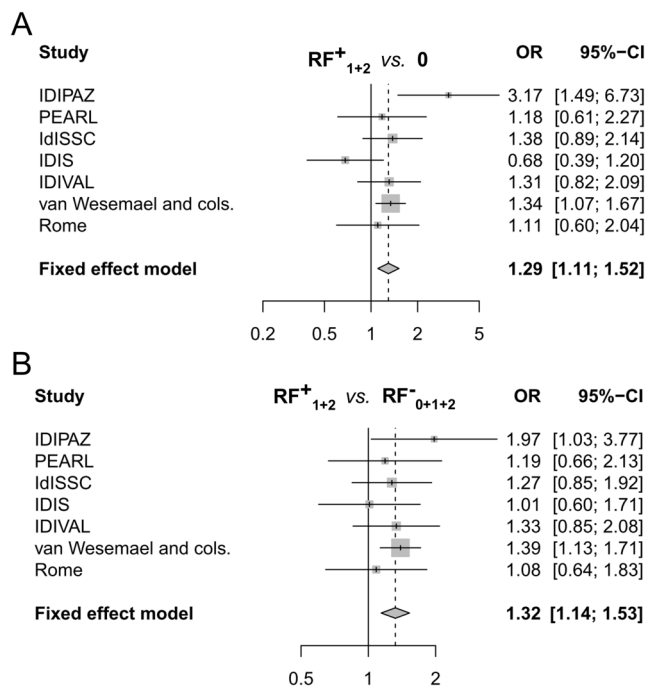 A
Study RF+1+2 vs. 0 OR 95%−CI
IDIPAZ 3.17 [1.49; 6.73]
PEARL 1.18 [0.61; 2.27]
IdISSC 1.38 [0.89; 2.14]
IDIS 0.68 [0.39; 1.20]
IDIVAL 1.31 [0.82; 2.09]
van Wesemael and cols. 1.34 [1.07; 1.67]
Rome 1.11 [0.60; 2.04]
Fixed effect model 1.29 [1.11; 1.52]
0.2 0.5 1 2 5
B
Study RF+1+2 vs. RF-0+1+2 OR 95%−CI
IDIPAZ 1.97 [1.03; 3.77]
PEARL 1.19 [0.66; 2.13]
IdISSC 1.27 [0.85; 1.92]
IDIS 1.01 [0.60; 1.71]
IDIVAL 1.33 [0.85; 2.08]
van Wesemael and cols. 1.39 [1.13; 1.71]
Rome 1.08 [0.64; 1.83]
Fixed effect model 1.32 [1.14; 1.53]
0.5 1 2